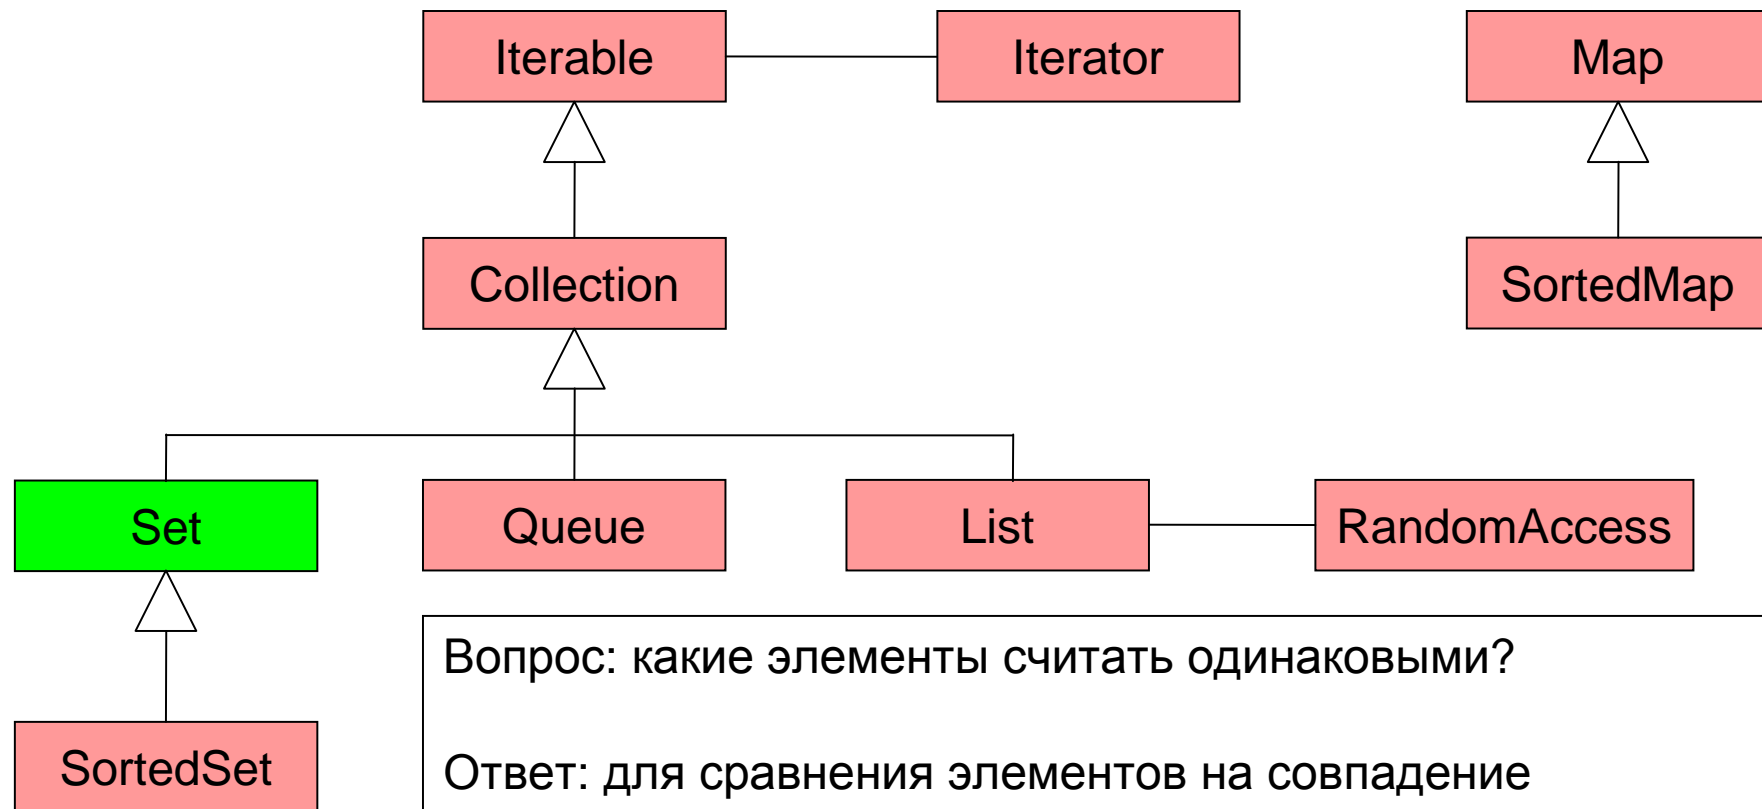 Iterable
Iterator
Map
Collection
SortedMap
Set
Queue
List
RandomAccess
SortedSet
Вопрос: какие элементы считать одинаковыми?
Ответ: для сравнения элементов на совпадение